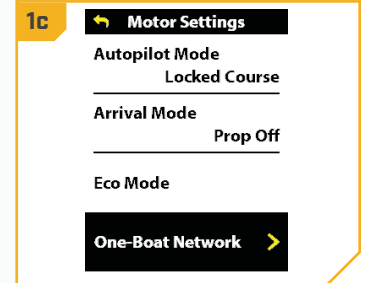 1c
Motor Settings
Autopilot Mode
Locked Course
Arrival Mode
Prop Off
Eco Mode
One-Boat Network